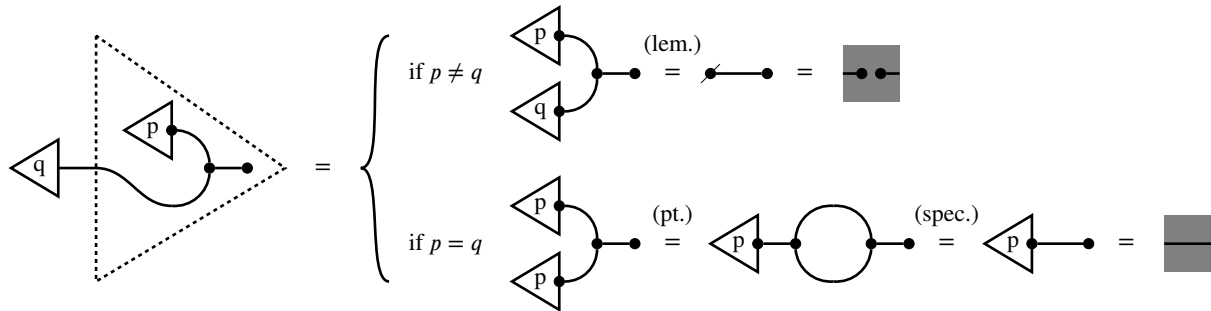 q p = if p ≠ q p q (lem.) = =
if p = q p p (pt.) = p (spec.) = p =